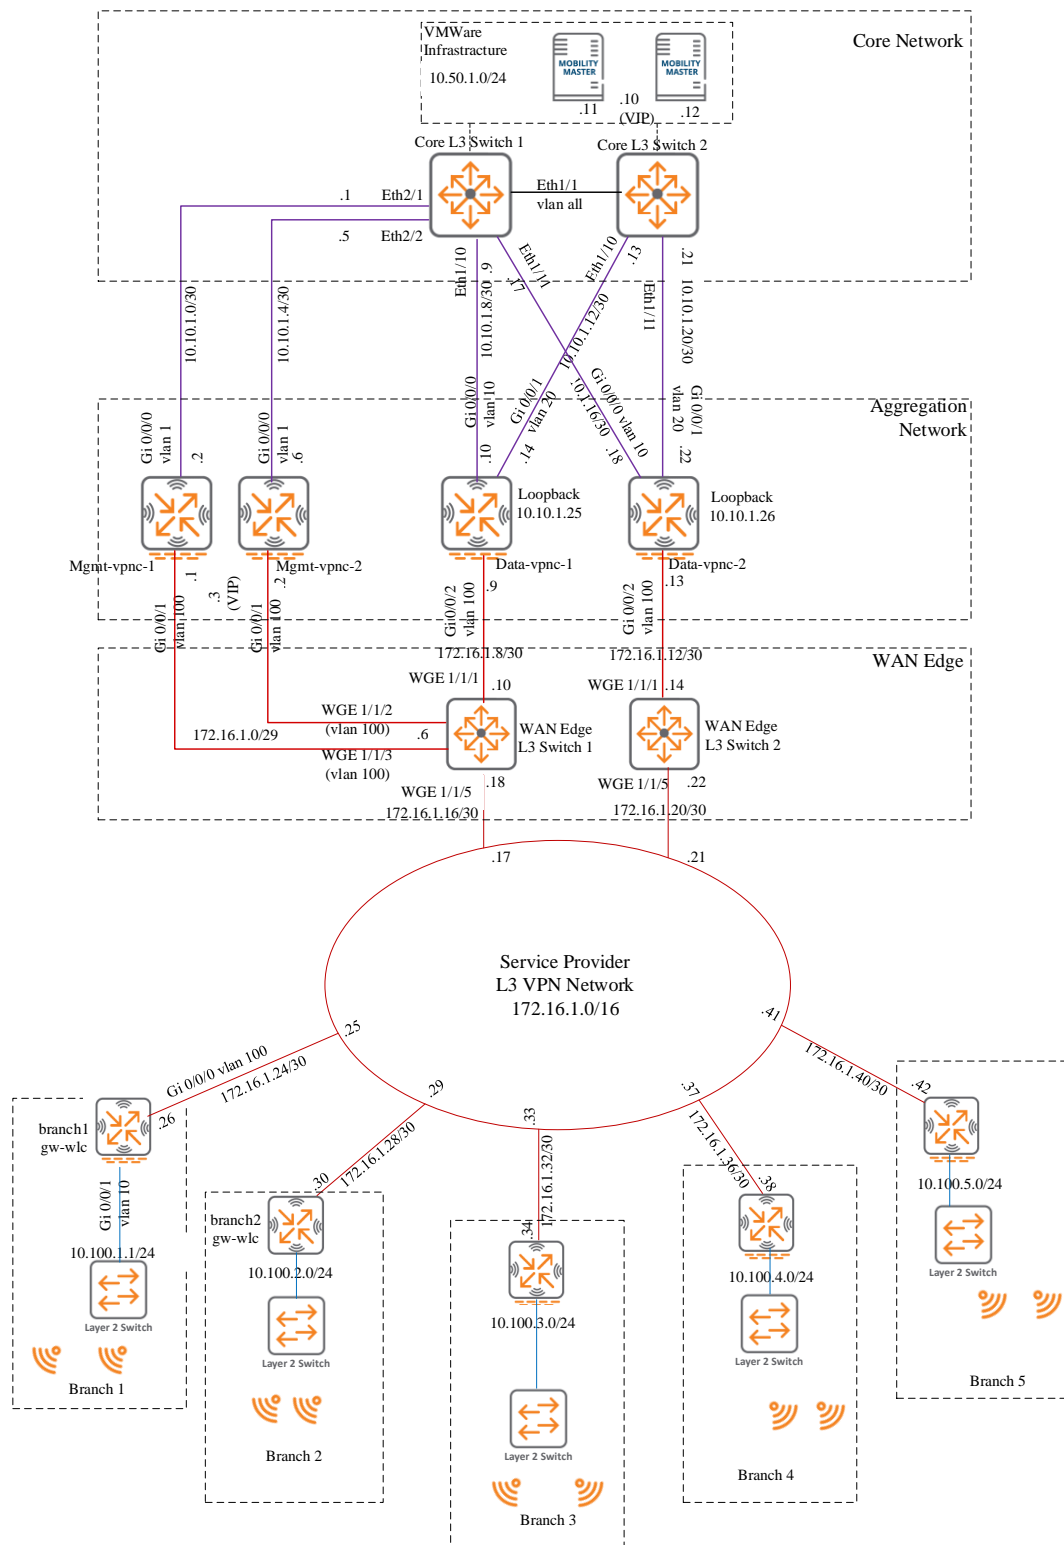 VMWare
Infrastracture
10.50.1.0/24
MOBILITY
MASTER
MOBILITY
MASTER
Core Network
.11
.10
(VIP)
.12
Core L3 Switch 1
Core L3 Switch 2
.1
Eth2/1
Eth1/1
vlan all
.5
Eth2/2
Eth1/10
.9
Eth1/11
.17
Eth1/10
.13
.21
Eth1/11
10.10.1.0/30
10.10.1.4/30
10.10.1.8/30
10.10.1.12/30
.10.1.16/30
10.10.1.20/30
Aggregation
Network
Gi 0/0/0
vlan 1
.2
Gi 0/0/0
vlan 1
.6
Gi 0/0/0
vlan 10
.10
Gi 0/0/1
vlan 20
.14
Gi 0/0/0 vlan 10
.18
Gi 0/0/1
vlan 20
.22
Loopback
10.10.1.25
Loopback
10.10.1.26
Mgmt-vpnc-1
Mgmt-vpnc-2
Data-vpnc-1
Data-vpnc-2
.1
.3
(VIP)
.2
.9
.13
Gi 0/0/1
vlan 100
Gi 0/0/1
vlan 100
Gi 0/0/2
vlan 100
Gi 0/0/2
vlan 100
172.16.1.8/30
172.16.1.12/30
WAN Edge
WGE 1/1/1
.10
WGE 1/1/1
.14
WGE 1/1/2
(vlan 100)
.6
172.16.1.0/29
WGE 1/1/3
(vlan 100)
WAN Edge
L3 Switch 1
WAN Edge
L3 Switch 2
WGE 1/1/5
.18
WGE 1/1/5
.22
172.16.1.16/30
172.16.1.20/30
.17
.21
Service Provider
L3 VPN Network
172.16.1.0/16
.25
.29
.33
.37
.41
Gi 0/0/0 vlan 100
172.16.1.24/30
.26
172.16.1.28/30
.30
172.16.1.32/30
.34
172.16.1.36/30
.38
172.16.1.40/30
.42
branch1
gw-wlc
Gi 0/0/1
vlan 10
10.100.1.1/24
Layer 2 Switch
Branch 1
branch2
gw-wlc
10.100.2.0/24
Layer 2 Switch
Branch 2
10.100.3.0/24
Layer 2 Switch
Branch 3
10.100.4.0/24
Layer 2 Switch
Branch 4
10.100.5.0/24
Layer 2 Switch
Branch 5